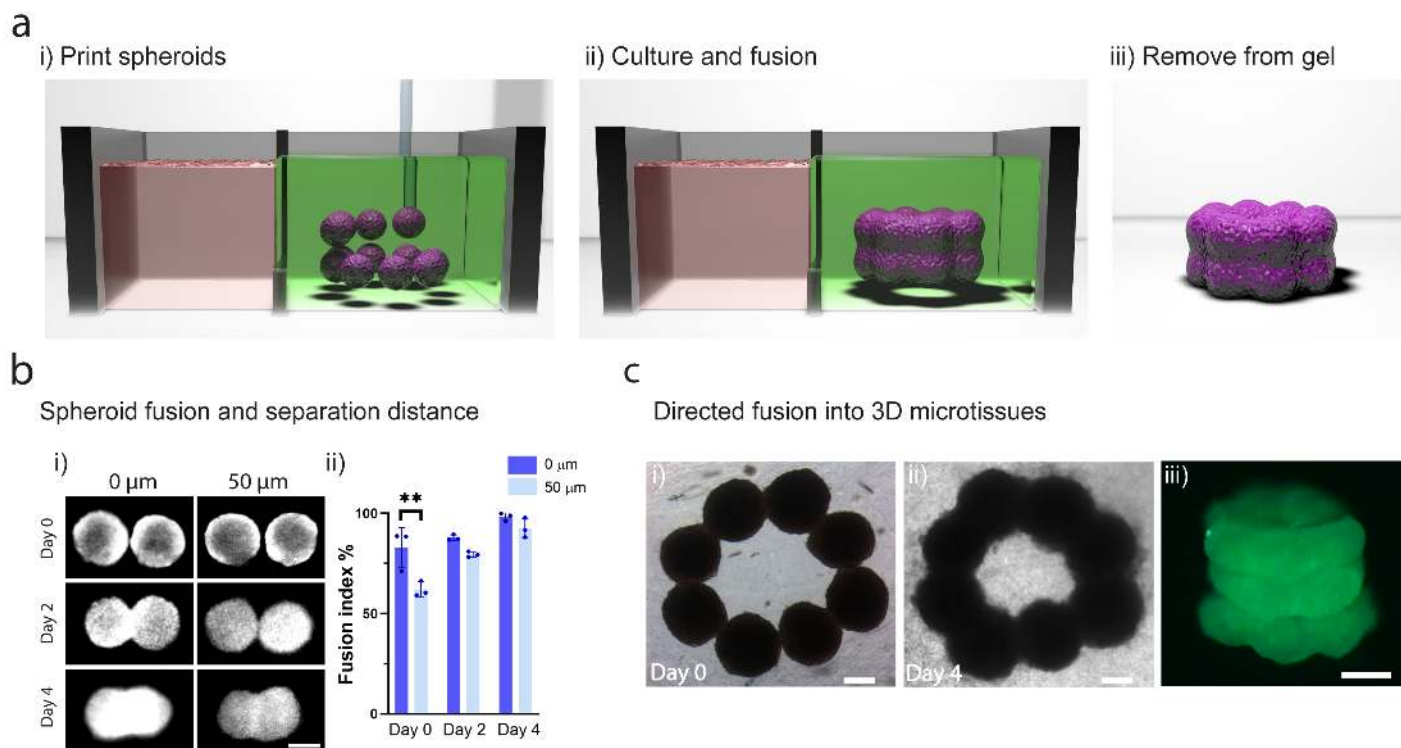 a
i) Print spheroids
ii) Culture and fusion
iii) Remove from gel
b
Spheroid fusion and separation distance
i)
0 μm
50 μm
Day 0
Day 2
Day 4
ii)
0 μm
50 μm
**
Fusion index %
100
50
0
Day 0
Day 2
Day 4
c
Directed fusion into 3D microtissues
i)
Day 0
ii)
Day 4
iii)